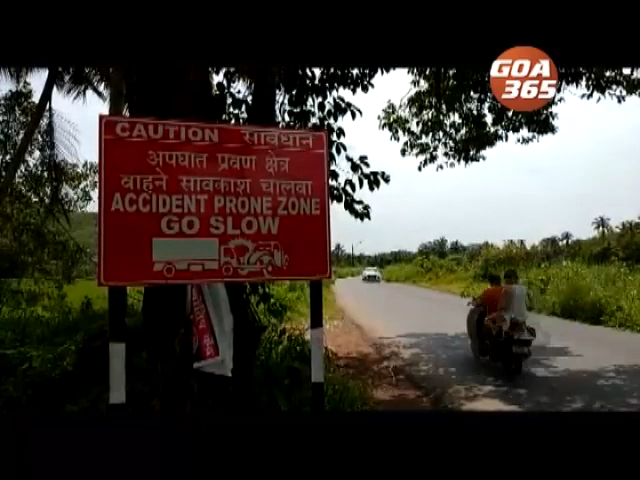 GOA
365
CAUTION सावधान
अपघात प्रवण क्षेत्र
वाहने सावकाश चालवा
ACCIDENT PRONE ZONE
GO SLOW